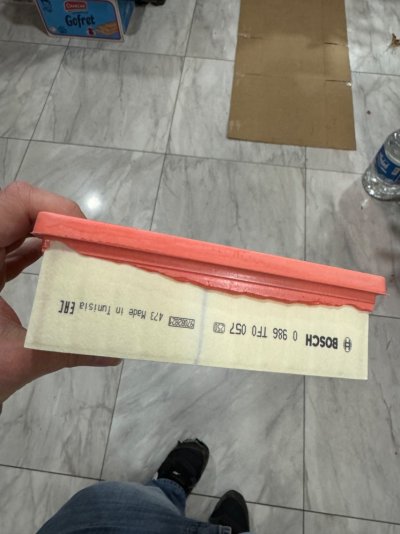 Gofret
BOSCH 0 986 TF0 057
473 Made in Tunisia EAC